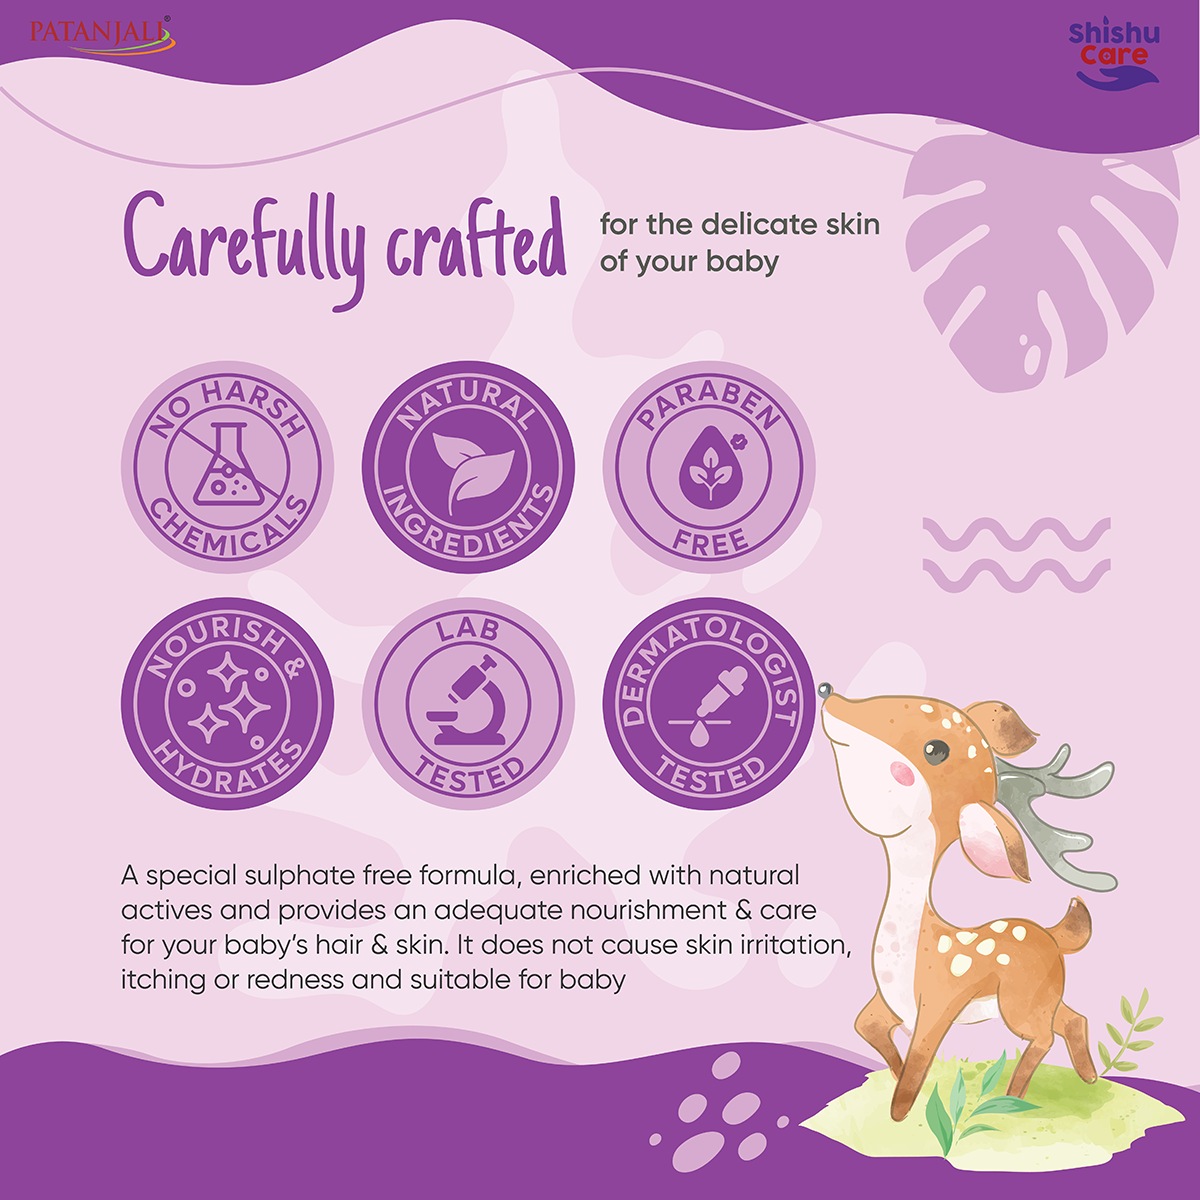 PATANJALI®
Shishu
Care
Carefully crafted
for the delicate skin
of your baby
NO HARSH
CHEMICALS
NATURAL
INGREDIENTS
PARABEN
FREE
NOURISH &
HYDRATES
LAB
TESTED
DERMATOLOGIST
TESTED
A special sulphate free formula, enriched with natural
actives and provides an adequate nourishment & care
for your baby's hair & skin. It does not cause skin irritation,
itching or redness and suitable for baby